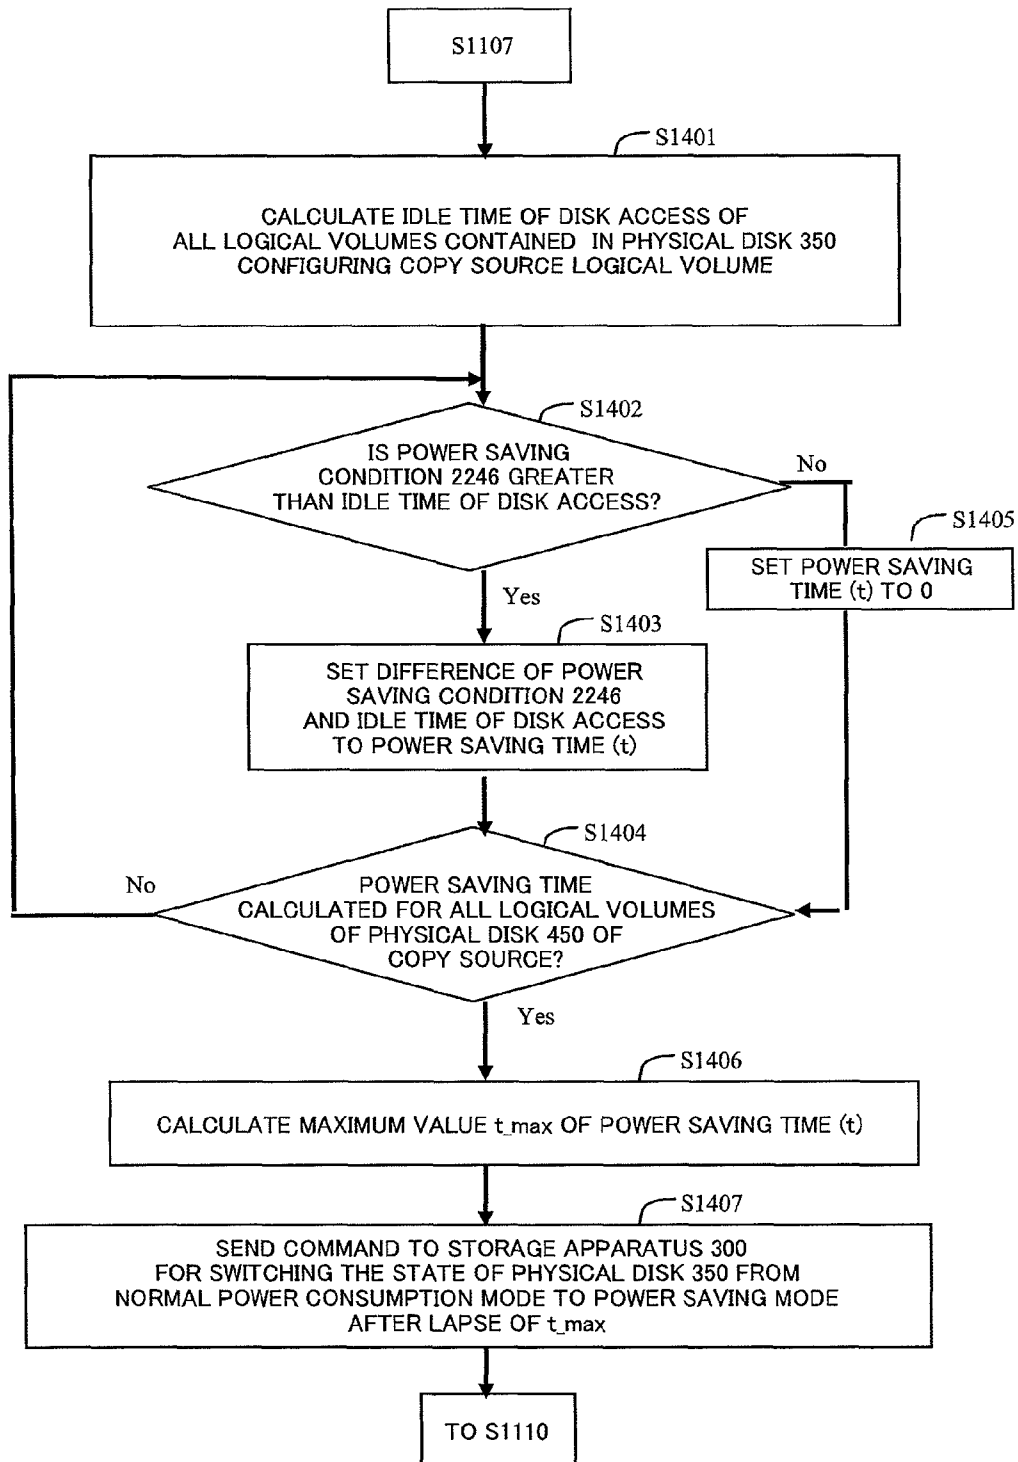 S1107
S1401
CALCULATE IDLE TIME OF DISK ACCESS OF
ALL LOGICAL VOLUMES CONTAINED IN PHYSICAL DISK 350
CONFIGURING COPY SOURCE LOGICAL VOLUME
S1402
IS POWER SAVING
CONDITION 2246 GREATER
THAN IDLE TIME OF DISK ACCESS?
No
S1405
SET POWER SAVING
TIME (t) TO 0
Yes
S1403
SET DIFFERENCE OF POWER
SAVING CONDITION 2246
AND IDLE TIME OF DISK ACCESS
TO POWER SAVING TIME (t)
S1404
No
POWER SAVING TIME
CALCULATED FOR ALL LOGICAL VOLUMES
OF PHYSICAL DISK 450 OF
COPY SOURCE?
Yes
S1406
CALCULATE MAXIMUM VALUE t_max OF POWER SAVING TIME (t)
S1407
SEND COMMAND TO STORAGE APPARATUS 300
FOR SWITCHING THE STATE OF PHYSICAL DISK 350 FROM
NORMAL POWER CONSUMPTION MODE TO POWER SAVING MODE
AFTER LAPSE OF t_max
TO S1110